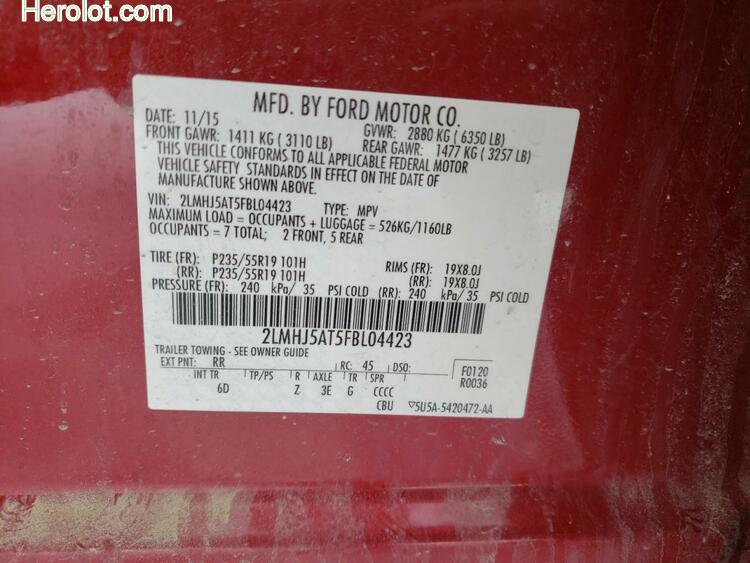 Herolot.com
MFD. BY FORD MOTOR CO.
DATE: 11/15 GVWR: 2880 KG ( 6350 LB)
FRONT GAWR: 1411 KG ( 3110 LB) REAR GAWR: 1477 KG ( 3257 LB)
THIS VEHICLE CONFORMS TO ALL APPLICABLE FEDERAL MOTOR
VEHICLE SAFETY STANDARDS IN EFFECT ON THE DATE OF
MANUFACTURE SHOWN ABOVE.
VIN: 2LMHJ5AT5FBL04423 TYPE: MPV
MAXIMUM LOAD = OCCUPANTS + LUGGAGE = 526KG/1160LB
OCCUPANTS = 7 TOTAL; 2 FRONT, 5 REAR
TIRE (FR): P235/55R19 101H RIMS (FR): 19X8.0J
(RR): P235/55R19 101H (RR): 19X8.0J
PRESSURE (FR): 240 kPa/ 35 PSI COLD (RR): 240 kPa/ 35 PSI COLD
2LMHJ5AT5FBL04423
TRAILER TOWING - SEE OWNER GUIDE
EXT PNT: RR RC: 45 DSO: F0120
R0036
INT TR TP/PS R AXLE TR SPR
6D Z 3E G CCCC
CBU ▽5U5A-5420472-AA